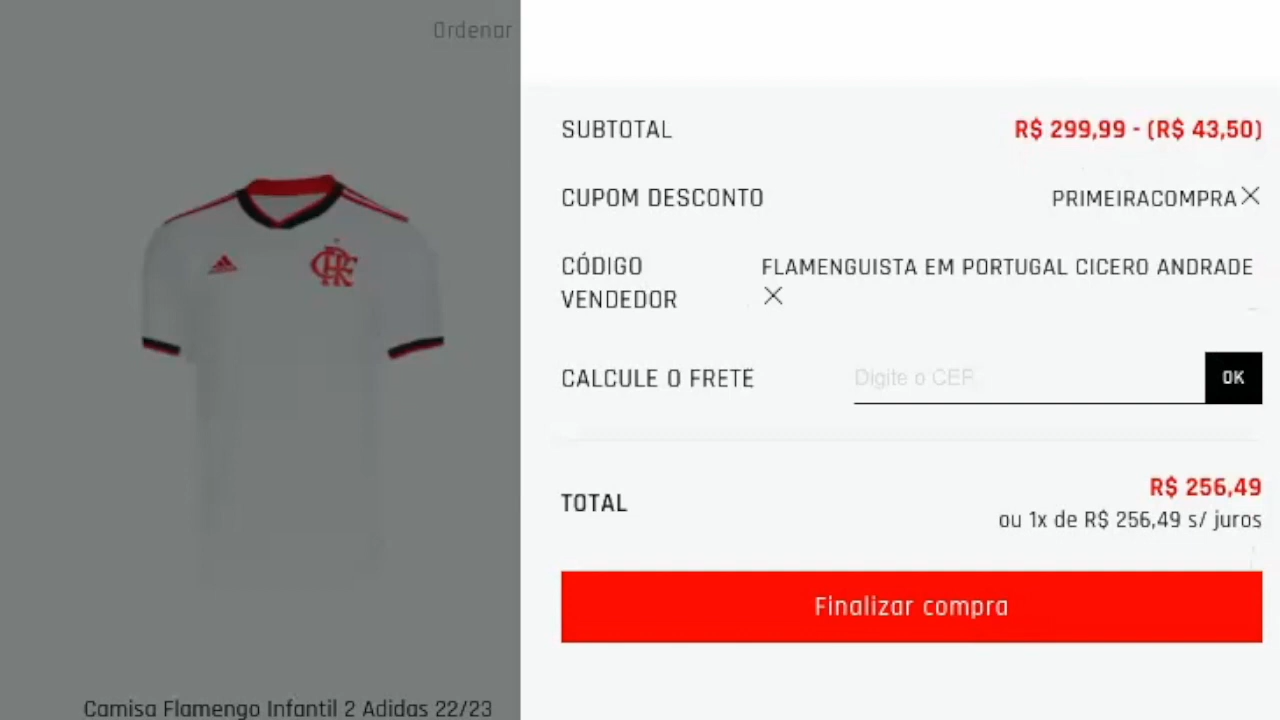 Ordenar
SUBTOTAL
R$ 299,99 - (R$ 43,50)
CUPOM DESCONTO
PRIMEIRACOMPRA
CÓDIGO
VENDEDOR
FLAMENGUISTA EM PORTUGAL CICERO ANDRADE
CALCULE O FRETE
Digite o CEP
OK
TOTAL
R$ 256,49
ou 1x de R$ 256,49 s/ juros
Finalizar compra
Camisa Flamengo Infantil 2 Adidas 22/23